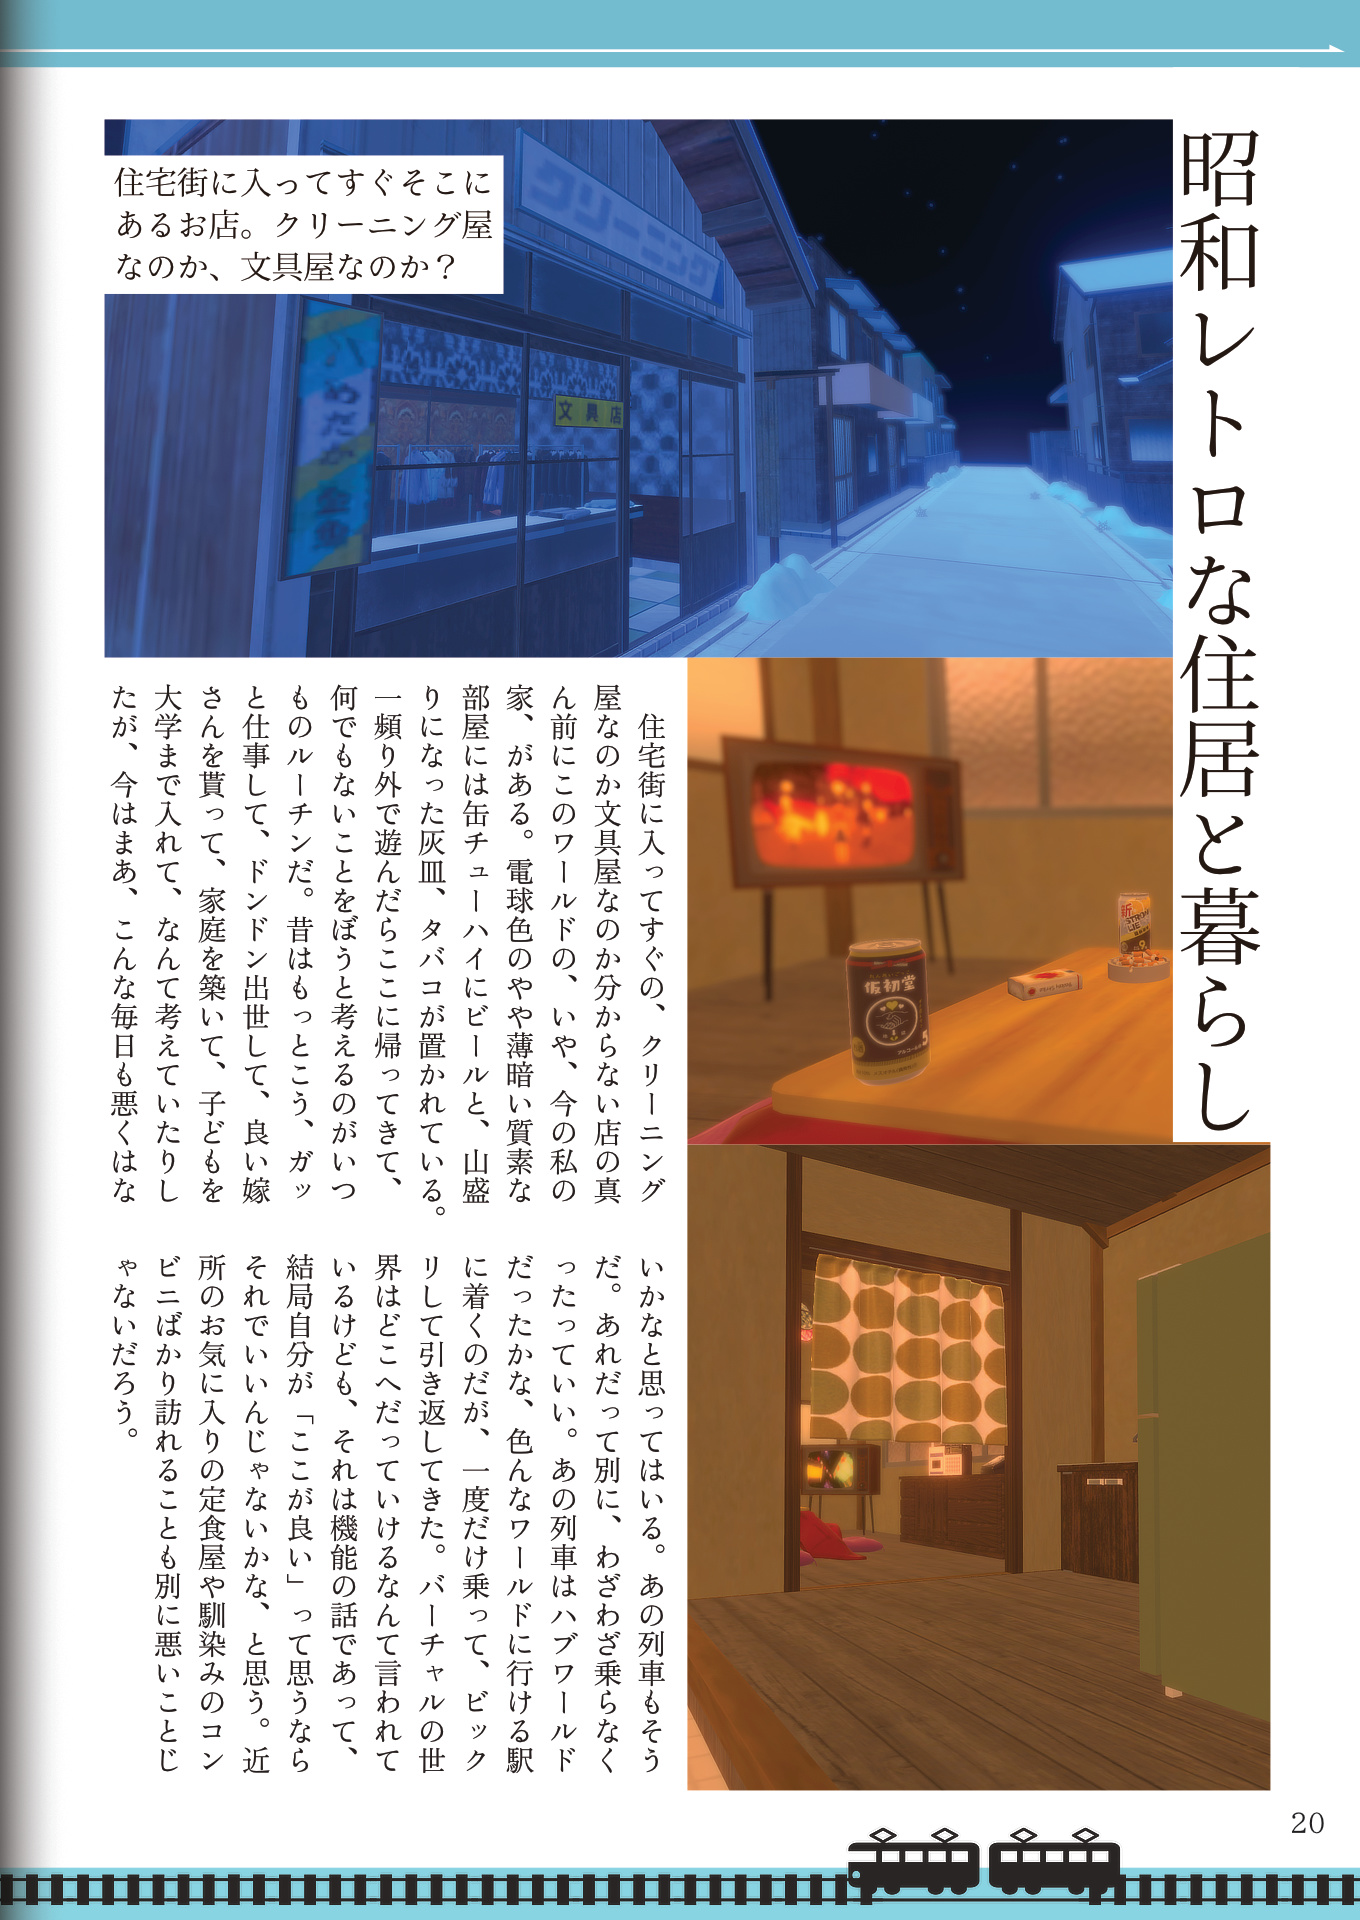 昭和レトロな住居と暮らし
住宅街に入ってすぐそこに
あるお店。クリーニング屋
なのか、文具屋なのか？
クリーニング
文具店
住宅街に入ってすぐの、クリーニング
屋なのか文具屋なのか分からない店の真
ん前にこのワールドの、いや、今の私の
家、がある。電球色のやや薄暗い質素な
部屋には缶チューハイにビールと、山盛
りになった灰皿、タバコが置かれている。
一頻り外で遊んだらここに帰ってきて、
何でもないことをぼうと考えるのがいつ
ものルーチンだ。昔はもっとこう、ガッ
と仕事して、ドンドン出世して、良い嫁
さんを貰って、家庭を築いて、子どもを
大学まで入れて、なんて考えていたりし
たが、今はまあ、こんな毎日も悪くはな
いかなと思ってはいる。あの列車もそう
だ。あれだって別に、わざわざ乗らなく
ったっていい。あの列車はハブワールド
だったかな、色んなワールドに行ける駅
に着くのだが、一度だけ乗って、ビック
リして引き返してきた。バーチャルの世
界はどこへだっていけるなんて言われて
いるけども、それは機能の話であって、
結局自分が「ここが良い」って思うなら
それでいいんじゃないかな、と思う。近
所のお気に入りの定食屋や馴染みのコン
ビニばかり訪れることも別に悪いことじ
ゃないだろう。
新
STRONG
9
仮初堂
5
20